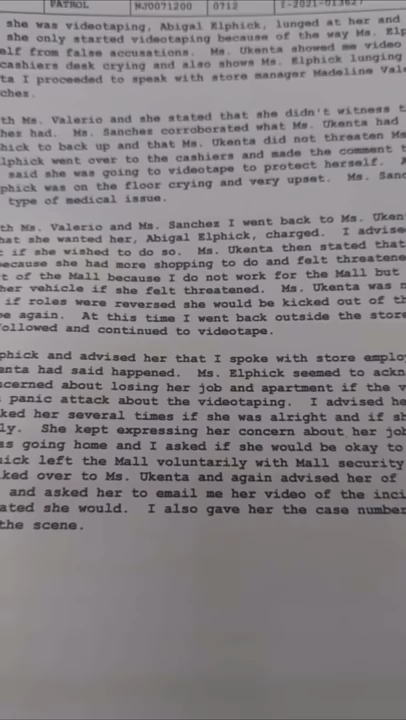 PATROL NJ0071200 0712 I-2021-013627
she was videotaping, Abigal Elphick, lunged at her and
she only started videotaping because of the way Ms. Elp
elf from false accusations. Ms. Ukenta showed me video
cashiers desk crying and also shows Ms. Elphick lunging
ta I proceeded to speak with store manager Madeline Vale
chez.
th Ms. Valerio and she stated that she didn't witness t
hez had. Ms. Sanchez corroborated what Ms. Ukenta had
hick to back up and that Ms. Ukenta did not threaten Ms
lphick went over to the cashiers and made the comment t
said she was going to videotape to protect herself. A
phick was on the floor crying and very upset. Ms. Sanc
type of medical issue.
th Ms. Valerio and Ms. Sanchez I went back to Ms. Uken
hat she wanted her, Abigal Elphick, charged. I advise
t if she wished to do so. Ms. Ukenta then stated that
ecause she had more shopping to do and felt threatene
t of the Mall because I do not work for the Mall but
her vehicle if she felt threatened. Ms. Ukenta was n
if roles were reversed she would be kicked out of th
e again. At this time I went back outside the store
ollowed and continued to videotape.
phick and advised her that I spoke with store employ
enta had said happened. Ms. Elphick seemed to ackn
ncerned about losing her job and apartment if the v
panic attack about the videotaping. I advised he
ked her several times if she was alright and if sh
ly. She kept expressing her concern about her job
as going home and I asked if she would be okay to
ick left the Mall voluntarily with Mall security
ked over to Ms. Ukenta and again advised her of
and asked her to email me her video of the inci
ated she would. I also gave her the case number
the scene.